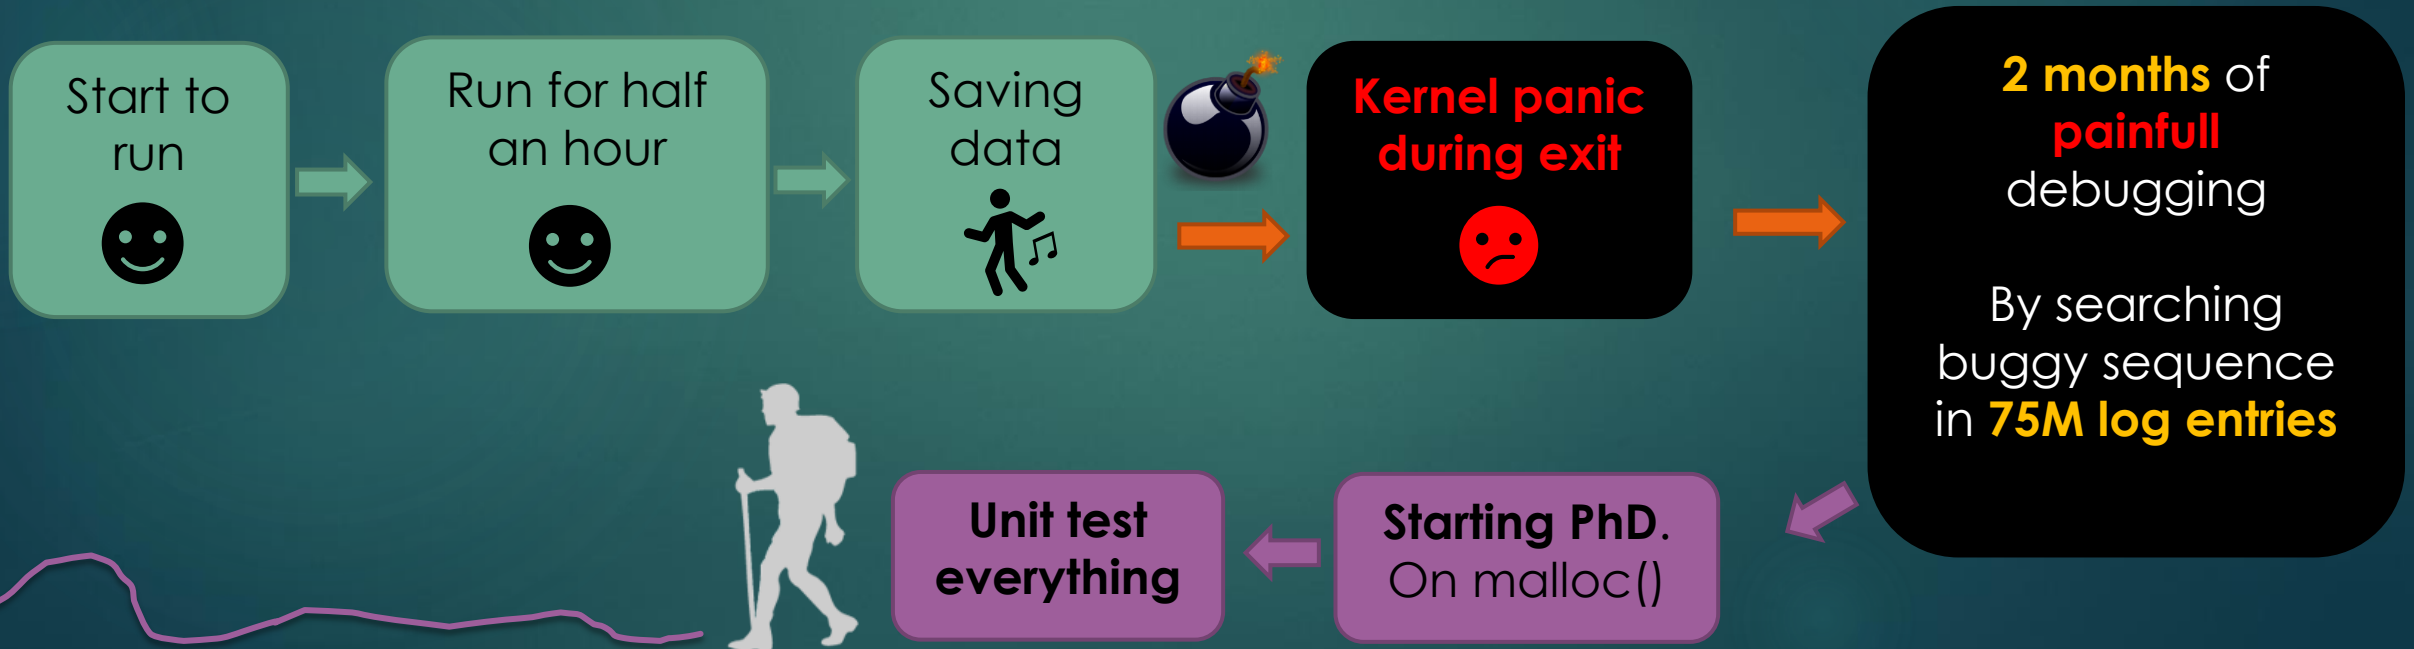 Start to
run
Run for half
an hour
Saving
data
Kernel panic
during exit
2 months of
painfull
debugging
By searching
buggy sequence
in 75M log entries
Starting PhD.
On malloc()
Unit test
everything